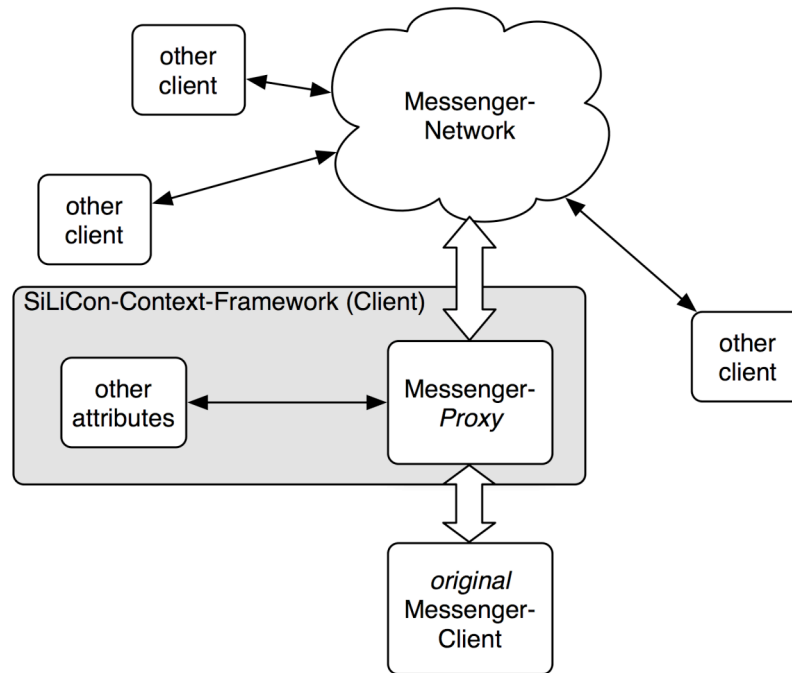 other
client
Messenger-
Network
other
client
SiLiCon-Context-Framework (Client)
other
client
other
attributes
Messenger-
Proxy
original
Messenger-
Client